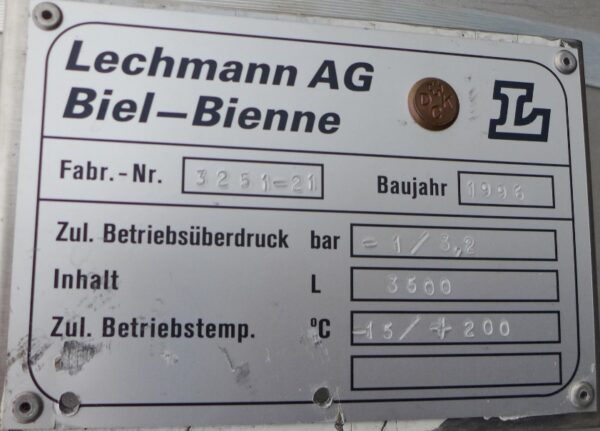 Lechmann AG
Biel–Bienne
L
Fabr.-Nr. 3251-21 Baujahr 1996
Zul. Betriebsüberdruck bar -1/3,2
Inhalt L 3500
Zul. Betriebstemp. ºC -15/+200